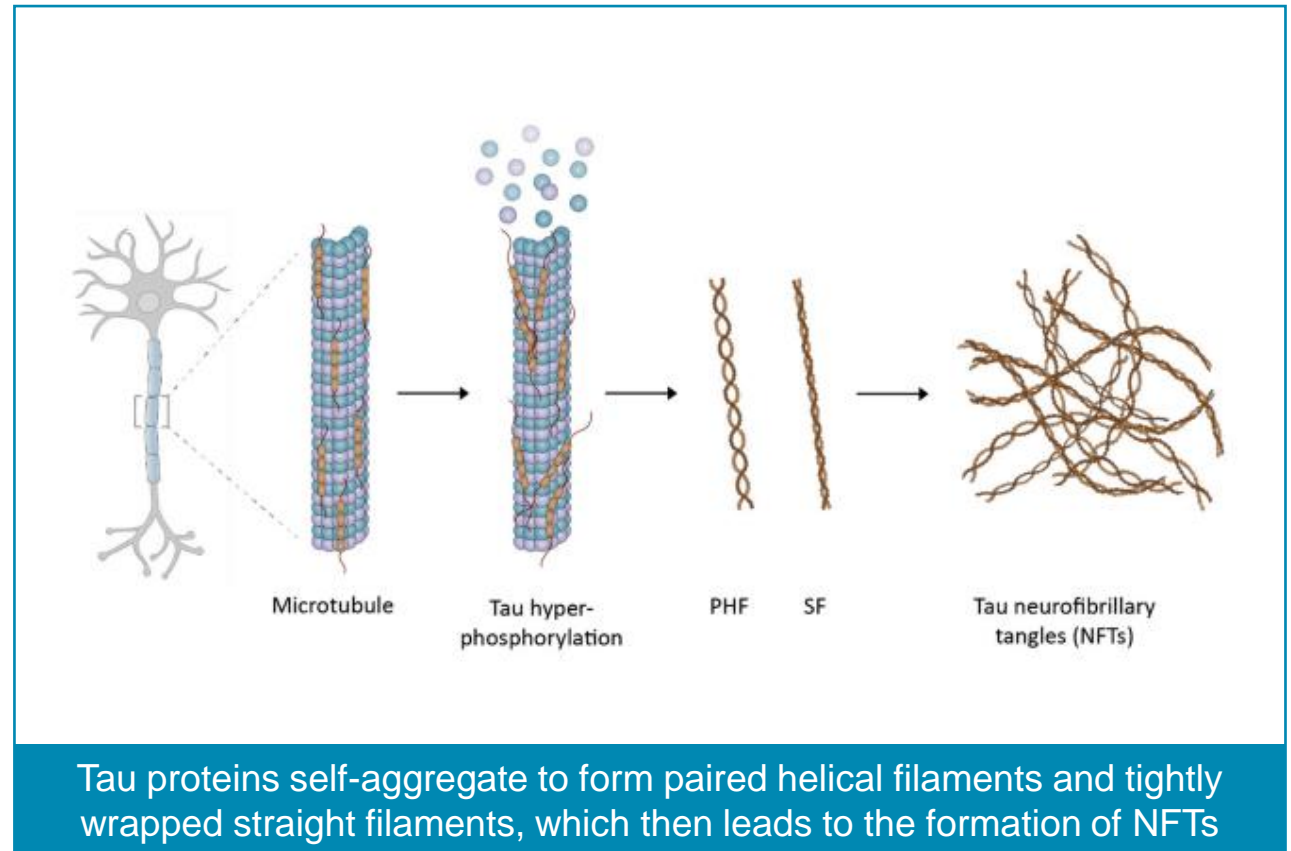 Microtubule
Tau hyper-
phosphorylation
PHF
SF
Tau neurofibrillary
tangles (NFTs)
Tau proteins self-aggregate to form paired helical filaments and tightly
wrapped straight filaments, which then leads to the formation of NFTs